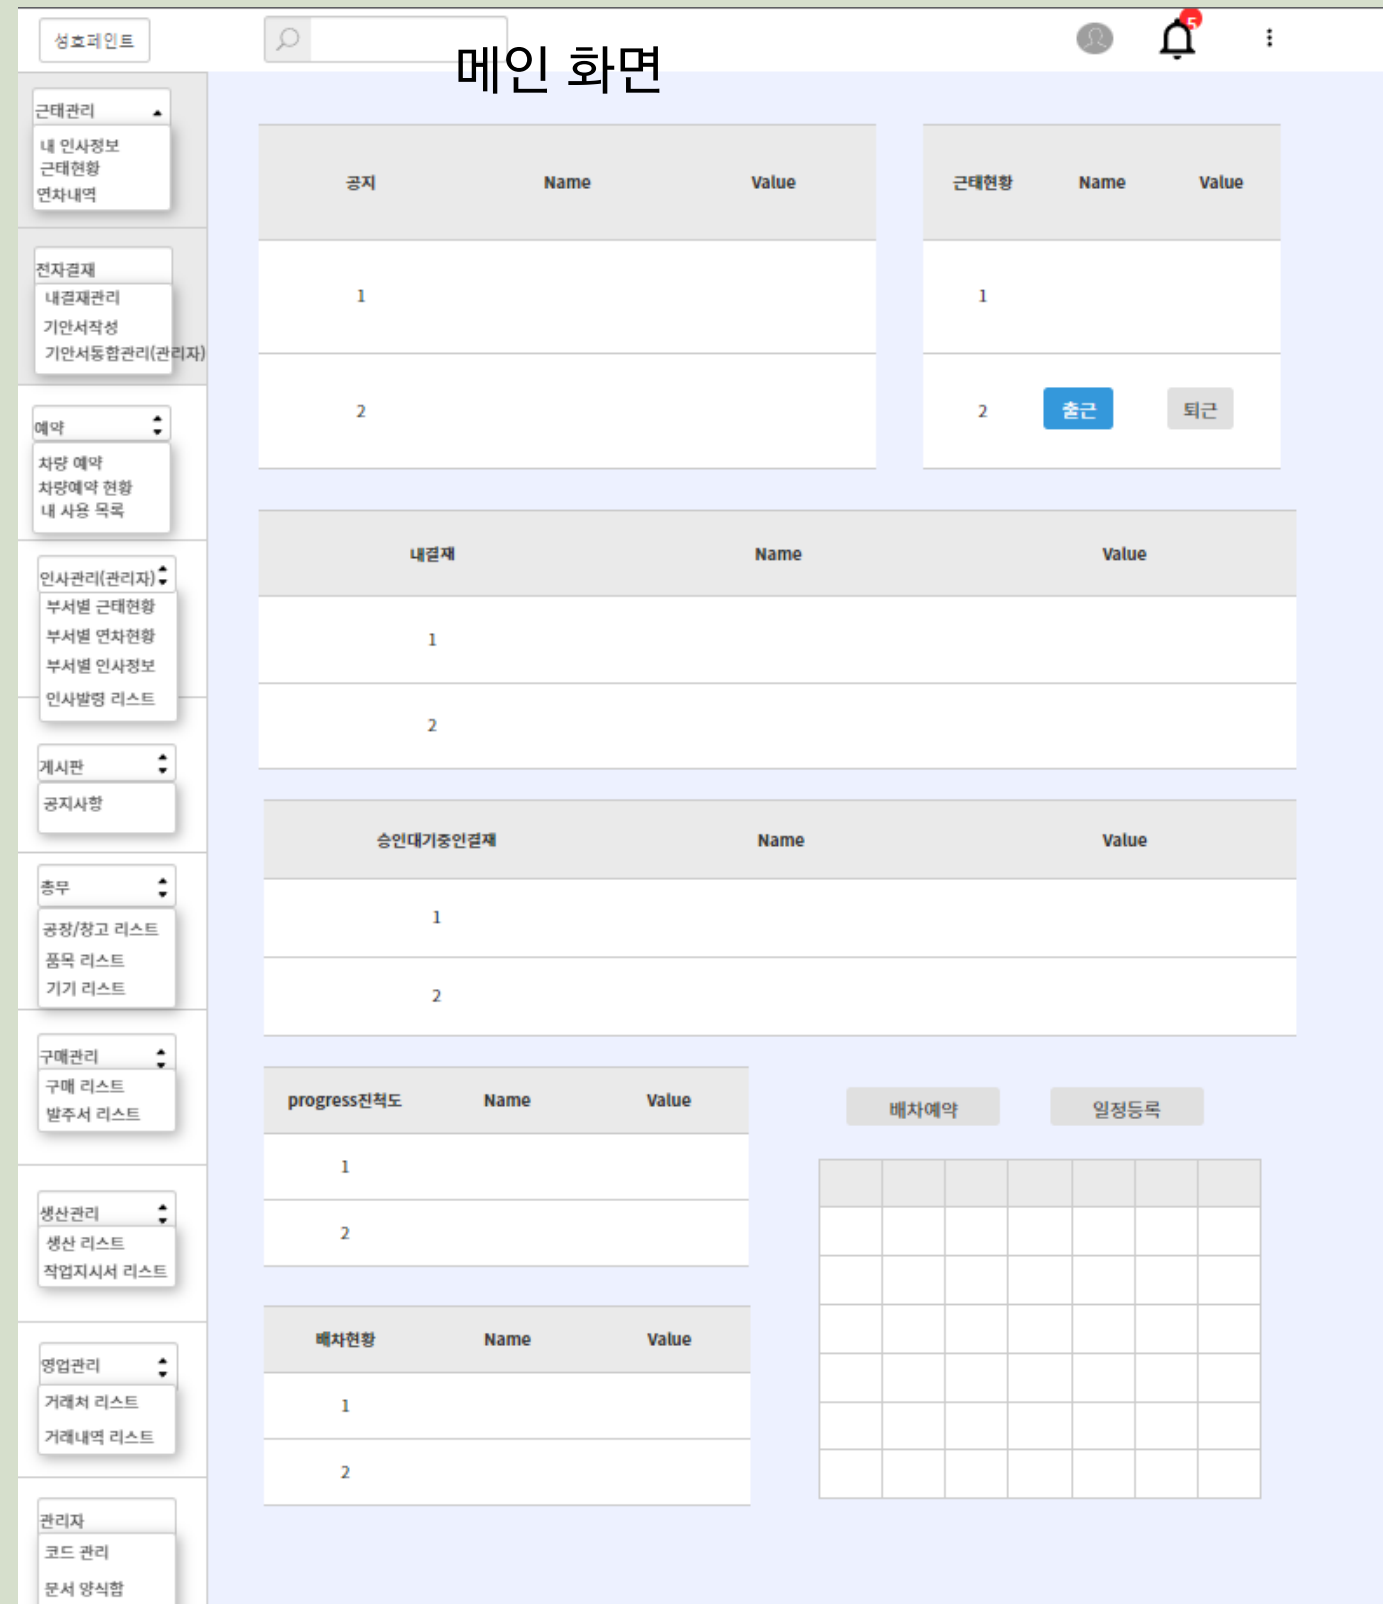 성호페인트
5
메인 화면
근태관리
내 인사정보
근태현황
연차내역
전자결재
내결재관리
기안서작성
기안서통합관리(관리자)
예약
차량 예약
차량예약 현황
내 사용 목록
인사관리(관리자)
부서별 근태현황
부서별 연차현황
부서별 인사정보
인사발령 리스트
게시판
공지사항
총무
공장/창고 리스트
품목 리스트
기기 리스트
구매관리
구매 리스트
발주서 리스트
생산관리
생산 리스트
작업지시서 리스트
영업관리
거래처 리스트
거래내역 리스트
관리자
코드 관리
문서 양식함
공지 Name Value
1
2
근태현황 Name Value
1
2 출근 퇴근
내결재 Name Value
1
2
승인대기중인결재 Name Value
1
2
progress진척도 Name Value
1
2
배차현황 Name Value
1
2
배차예약 일정등록